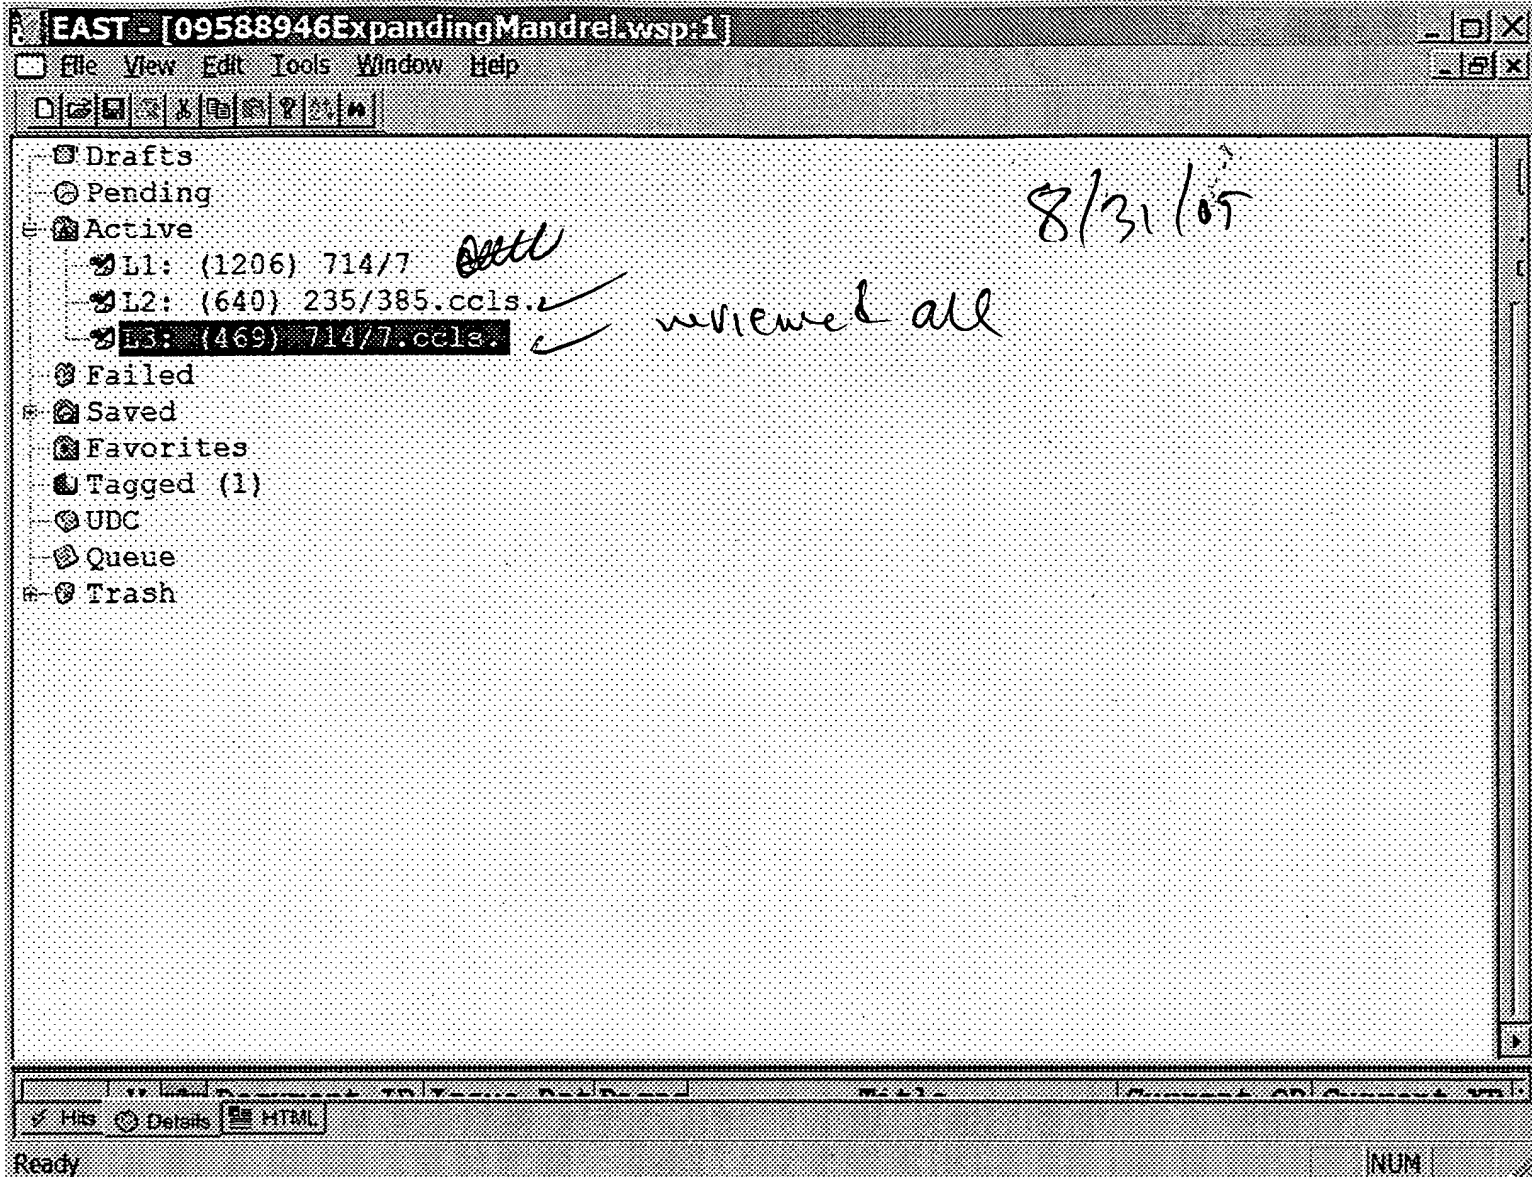 EAST - [09588946ExpandingMandrel.wsp:1]
File View Edit Tools Window Help
Drafts
Pending
8/31/05
Active
L1: (1206) 714/7
L2: (640) 235/385.ccls.
reviewed all
L3: (469) 714/7.ccls.
Failed
Saved
Favorites
Tagged (1)
UDC
Queue
Trash
Hits Details HTML
Ready NUM